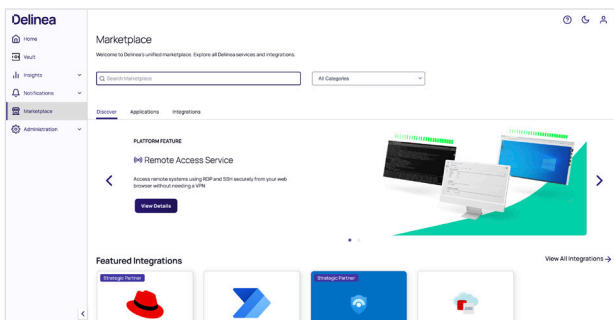 Delinea
Home
Marketplace
Vault
Welcome to Delinea's unified marketplace. Explore all Delinea services and integrations.
Insights
Search Marketplace
All Categories
Notifications
Marketplace
Discover
Applications
Integrations
Administration
PLATFORM FEATURE
Remote Access Service
Access remote systems using RDP and SSH securely from your web
browser without needing a VPN
View Details
Featured Integrations
View All Integrations
Strategic Partner
Strategic Partner